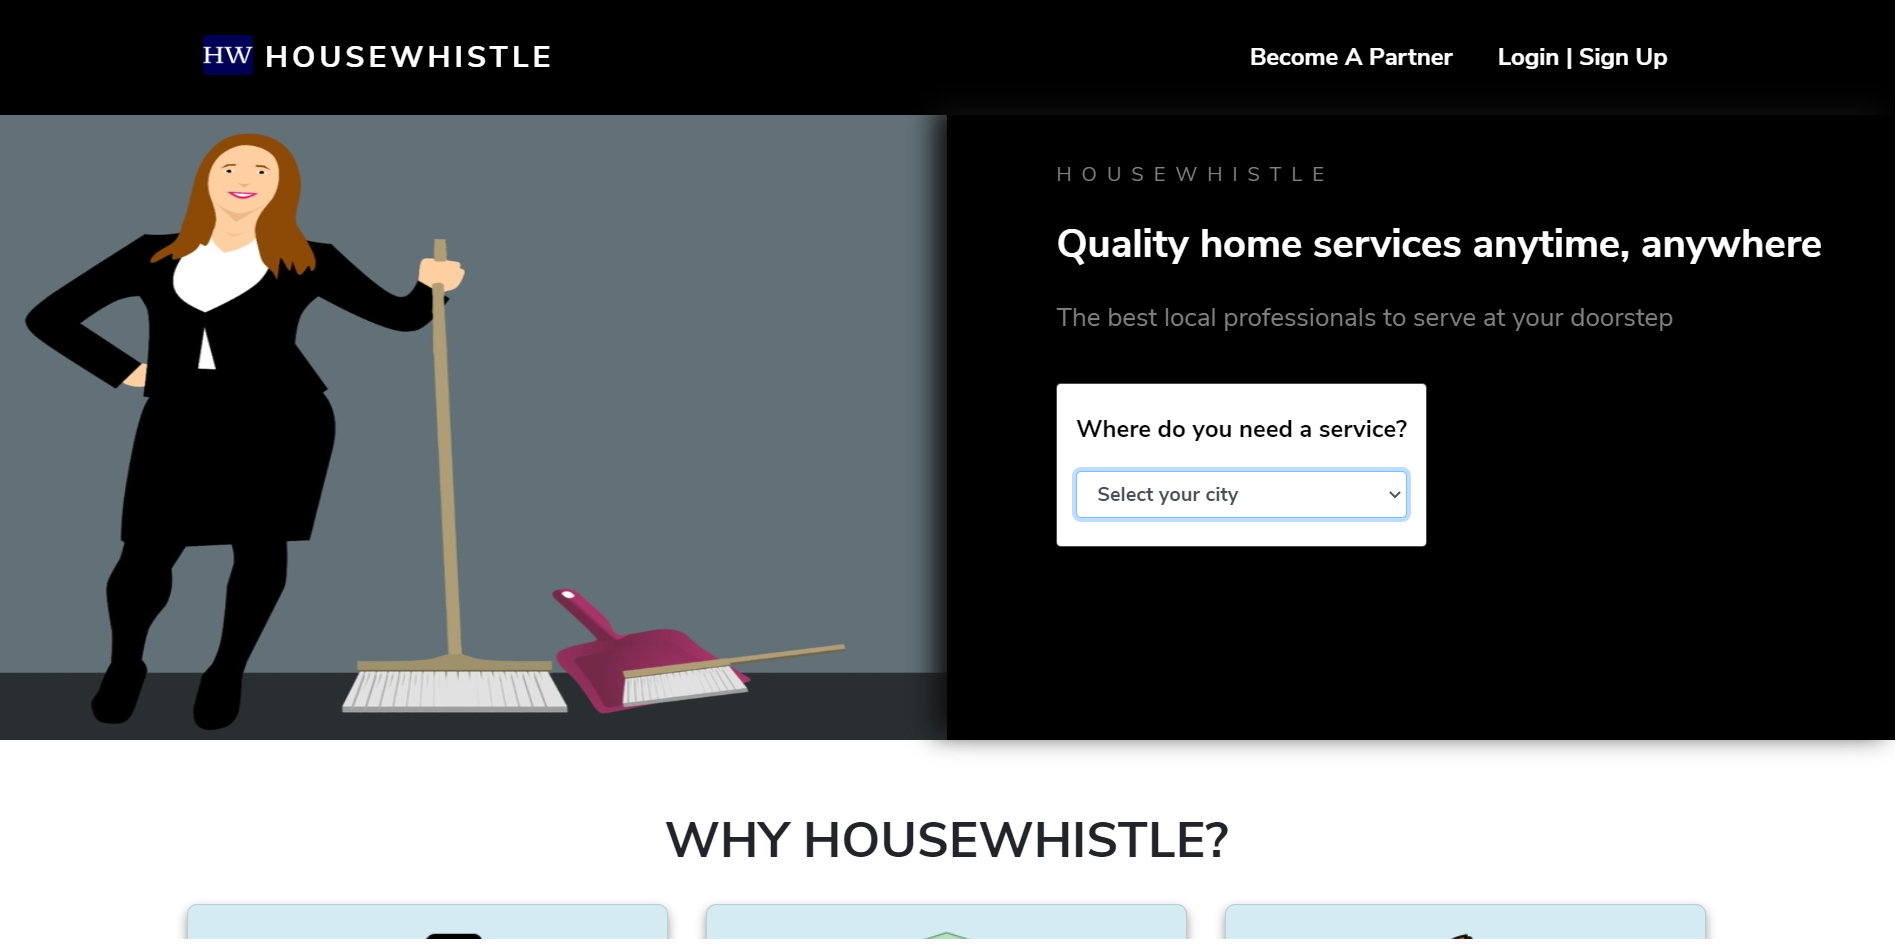 HW HOUSEWHISTLE
Become A Partner
Login | Sign Up
HOUSEWHISTLE
Quality home services anytime, anywhere
The best local professionals to serve at your doorstep
Where do you need a service?
Select your city
WHY HOUSEWHISTLE?